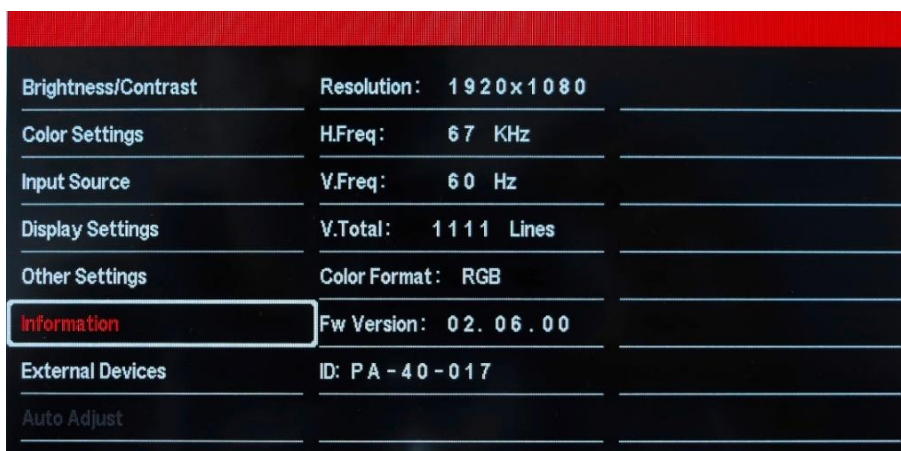 Brightness/Contrast
Resolution: 1920x1080
Color Settings
H.Freq: 67 KHz
Input Source
V.Freq: 60 Hz
Display Settings
V.Total: 1111 Lines
Other Settings
Color Format: RGB
Information
Fw Version: 02.06.00
External Devices
ID: PA-40-017
Auto Adjust